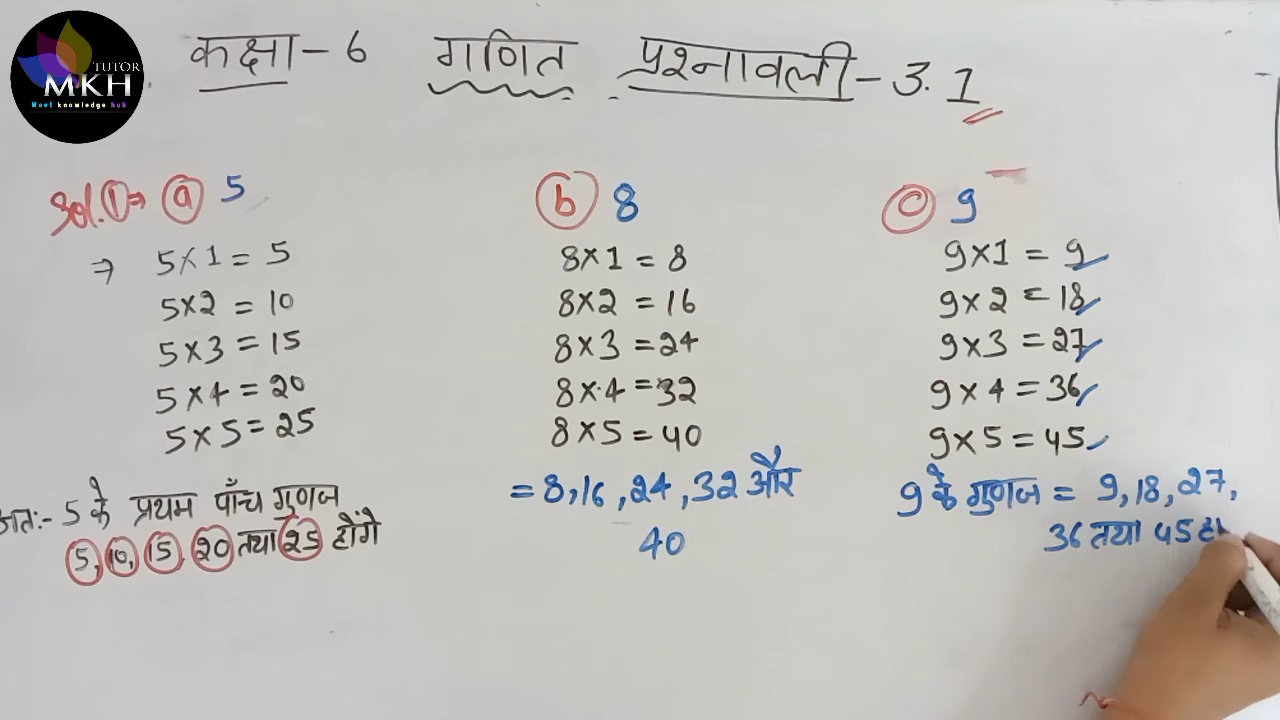 TUTOR
MKH
Meet knowledge hub
कक्षा - 6 गणित प्रश्नावली - 3.1
Sol. 1 ⇒ a 5
⇒ 5×1 = 5
5×2 = 10
5×3 = 15
5×4 = 20
5×5 = 25
अतः- 5 के प्रथम पाँच गुणज
5, 10, 15, 20 तथा 25 होंगे
b 8
8×1 = 8
8×2 = 16
8×3 = 24
8×4 = 32
8×5 = 40
= 8, 16, 24, 32 और
40
c 9
9×1 = 9
9×2 = 18
9×3 = 27
9×4 = 36
9×5 = 45
9 के गुणज = 9, 18, 27,
36 तथा 45